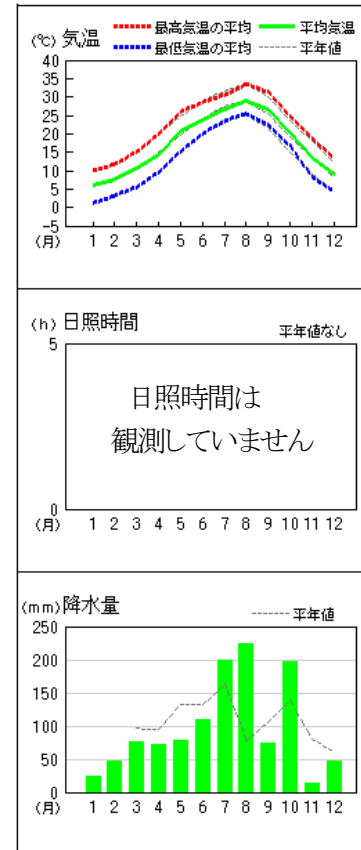 (℃) 気温
最高気温の平均 平均気温
最低気温の平均 平年値
40
35
30
25
20
15
10
5
0
-5
(月) 1 2 3 4 5 6 7 8 9 10 11 12
(h) 日照時間
平年値なし
5
日照時間は
観測していません
0
(月) 1 2 3 4 5 6 7 8 9 10 11 12
(mm) 降水量
平年値
250
200
150
100
50
0
(月) 1 2 3 4 5 6 7 8 9 10 11 12